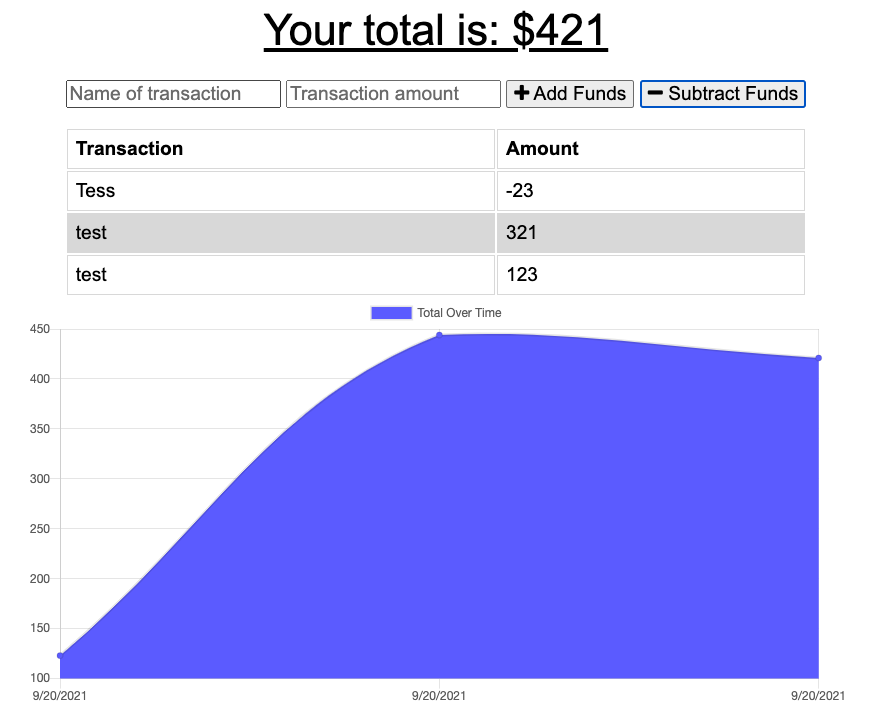 Your total is: $421
Name of transaction Transaction amount + Add Funds − Subtract Funds
Transaction Amount
Tess -23
test 321
test 123
Total Over Time
450
400
350
300
250
200
150
100
9/20/2021 9/20/2021 9/20/2021